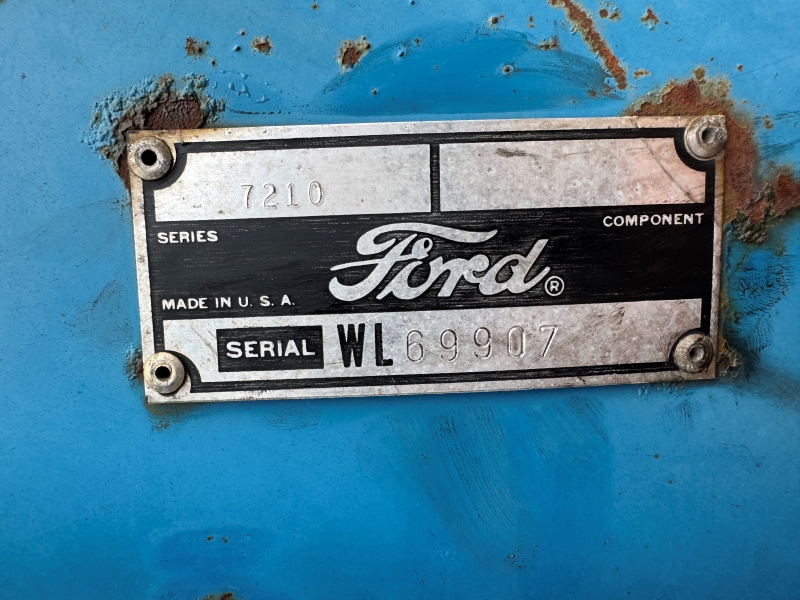 7210
SERIES
COMPONENT
Ford®
MADE IN U. S. A.
SERIAL WL69907